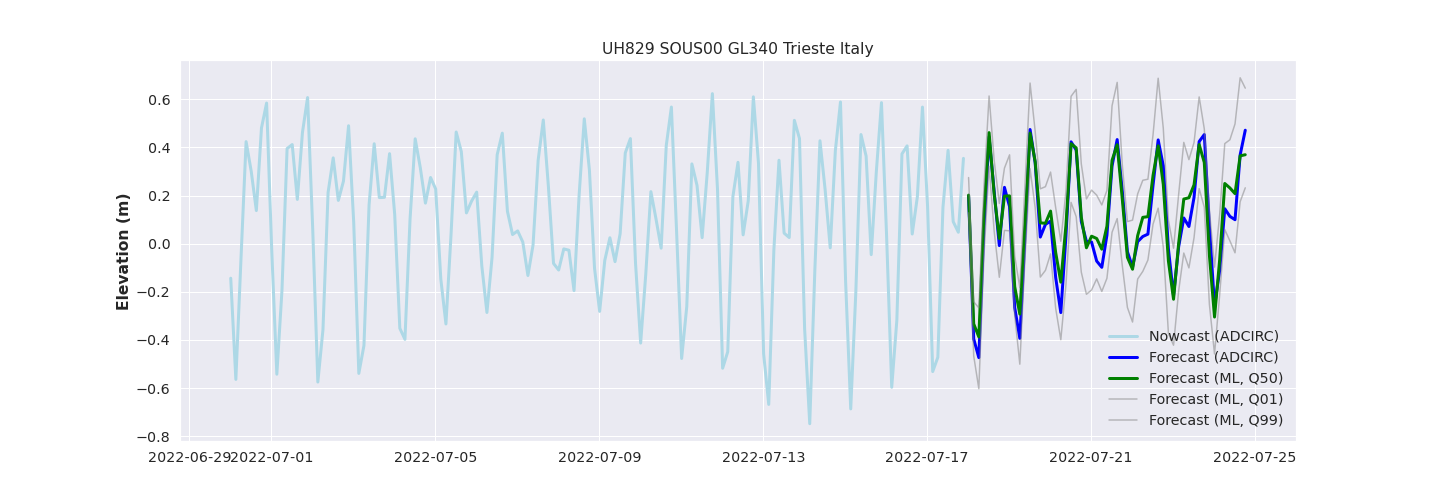 UH829 SOUS00 GL340 Trieste Italy
Elevation (m)
0.6
0.4
0.2
0.0
−0.2
−0.4
−0.6
−0.8
2022-06-29 2022-07-01 2022-07-05 2022-07-09 2022-07-13 2022-07-17 2022-07-21 2022-07-25
Nowcast (ADCIRC)
Forecast (ADCIRC)
Forecast (ML, Q50)
Forecast (ML, Q01)
Forecast (ML, Q99)